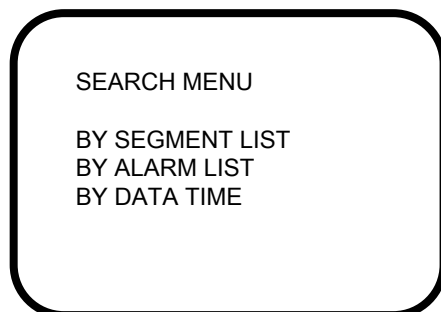 SEARCH MENU
BY SEGMENT LIST
BY ALARM LIST
BY DATA TIME